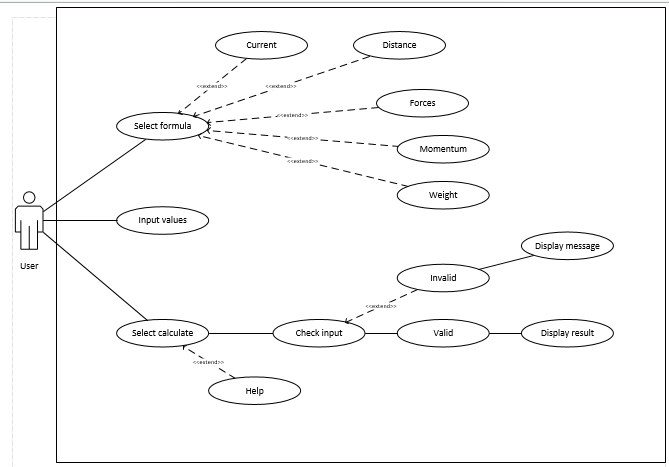 Current
Distance
<<extend>>
<<extend>>
Forces
<<extend>>
Select formula
<<extend>>
Momentum
<<extend>>
Weight
Input values
Display message
User
Invalid
<<extend>>
Select calculate
Check input
Valid
Display result
<<extend>>
Help